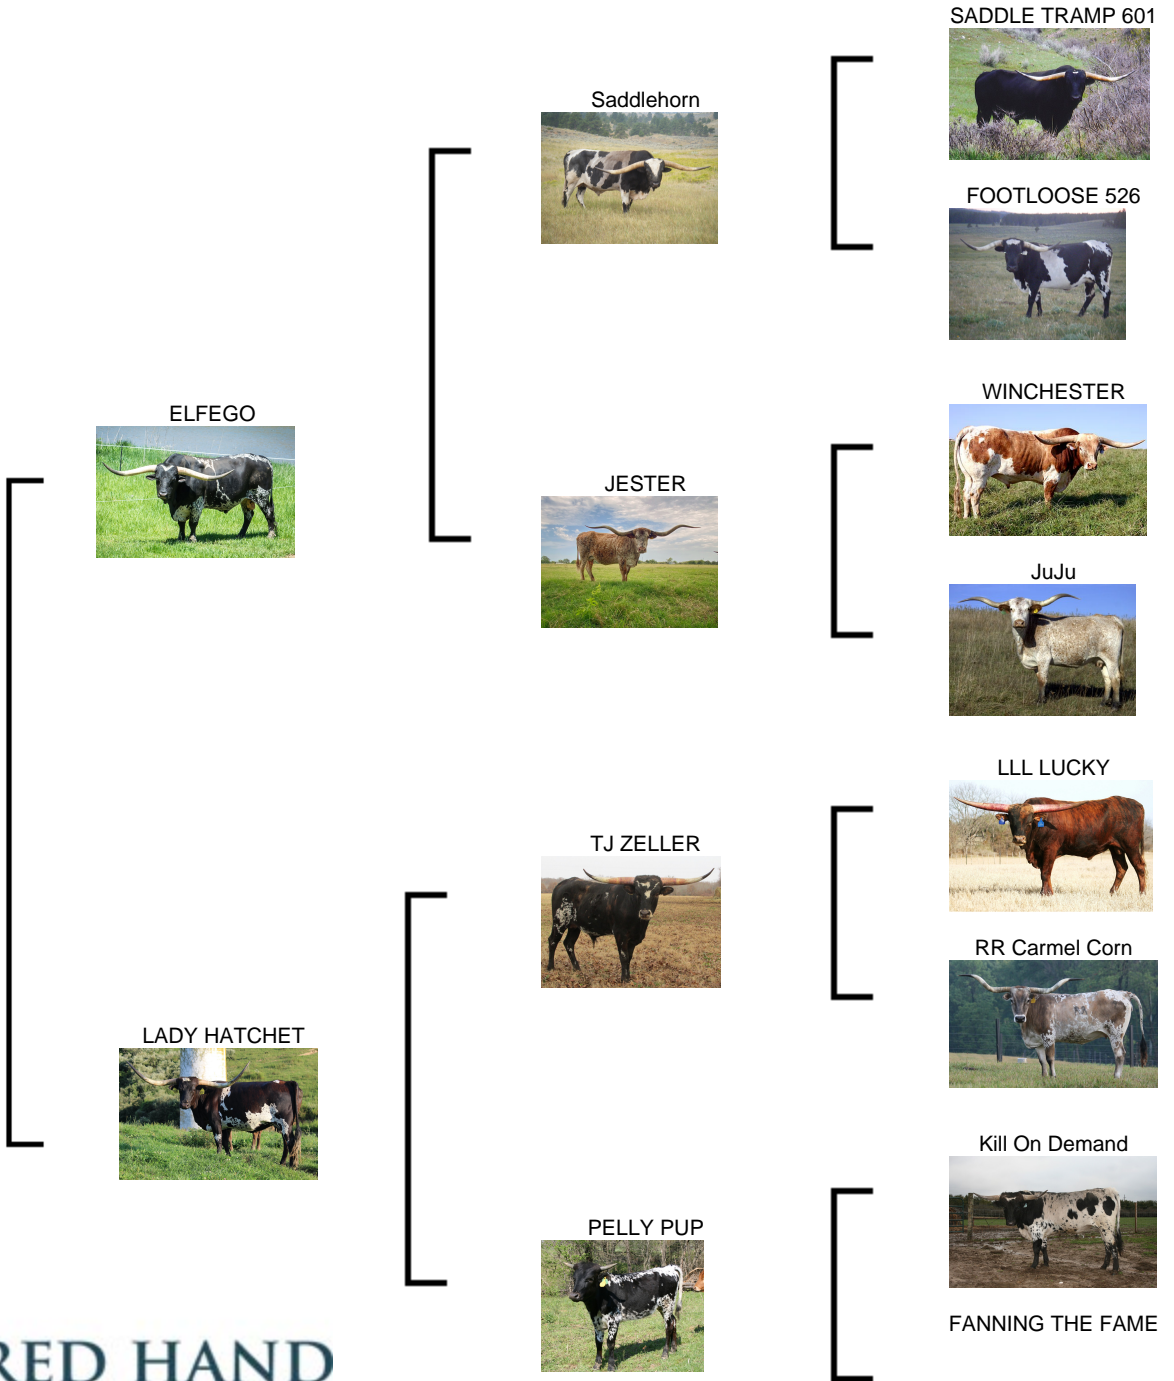 SADDLE TRAMP 601
Saddlehorn
FOOTLOOSE 526
WINCHESTER
ELFEGO
JESTER
JuJu
LLL LUCKY
TJ ZELLER
RR Carmel Corn
LADY HATCHET
Kill On Demand
PELLY PUP
FANNING THE FAME
RED HAND